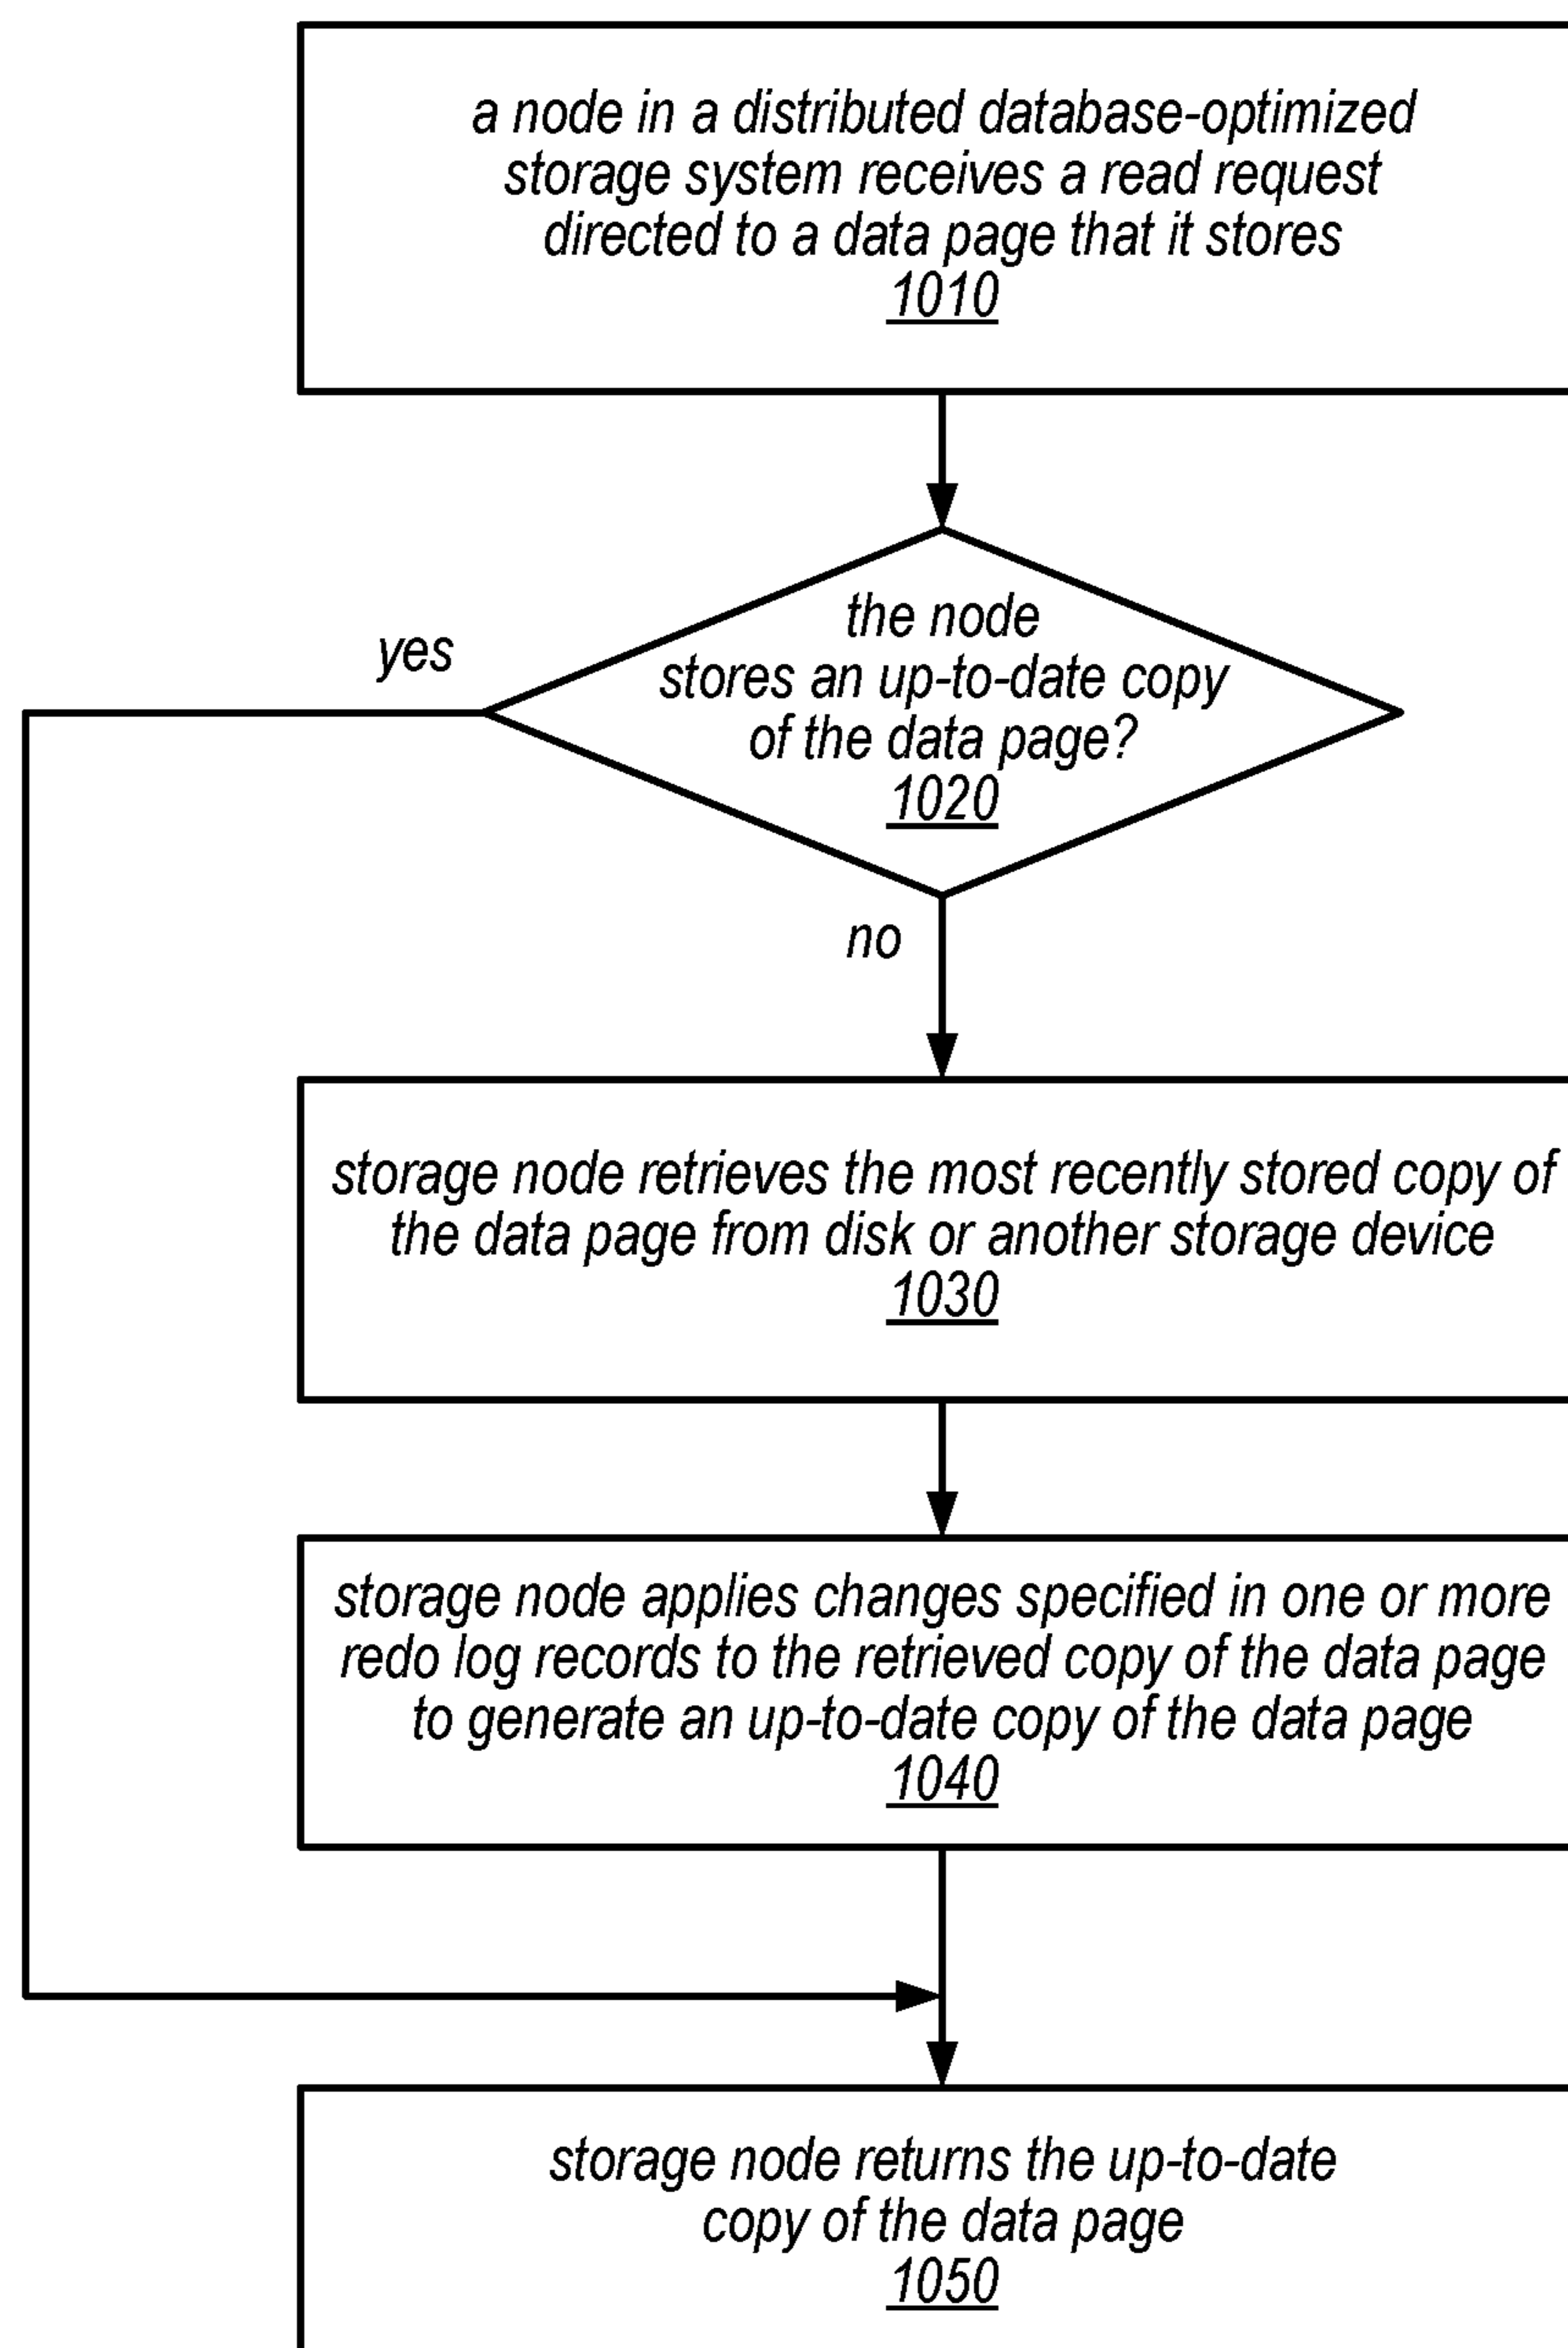 a node in a distributed database-optimized
storage system receives a read request
directed to a data page that it stores
1010
the node
stores an up-to-date copy
of the data page?
1020
yes
no
storage node retrieves the most recently stored copy of
the data page from disk or another storage device
1030
storage node applies changes specified in one or more
redo log records to the retrieved copy of the data page
to generate an up-to-date copy of the data page
1040
storage node returns the up-to-date
copy of the data page
1050